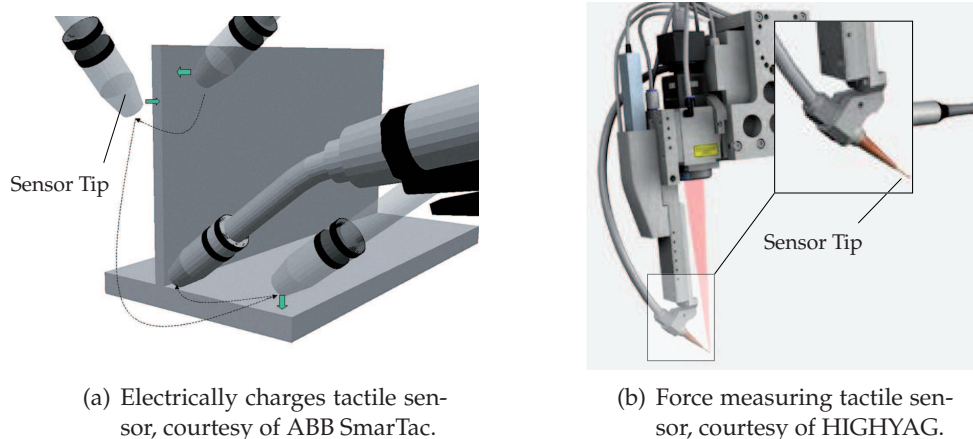 Sensor Tip
Sensor Tip
(a) Electrically charges tactile sen-
sor, courtesy of ABB SmarTac.
(b) Force measuring tactile sen-
sor, courtesy of HIGHYAG.